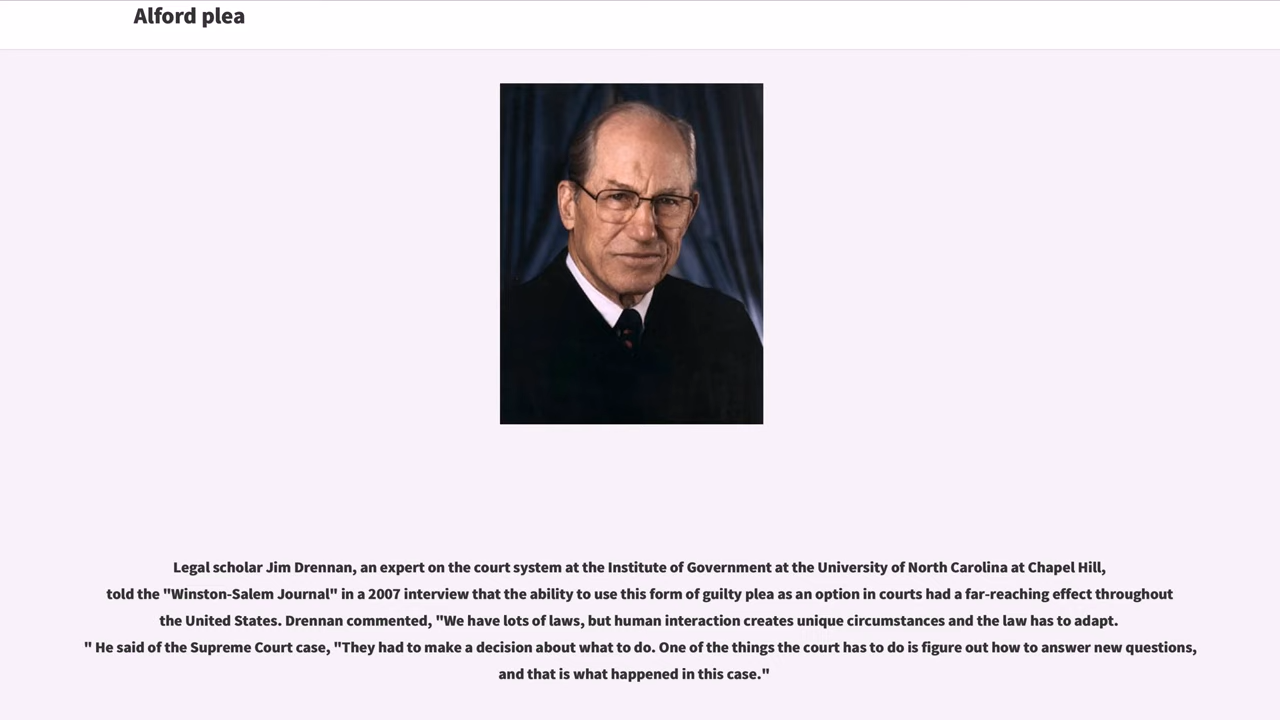 Alford plea
Legal scholar Jim Drennan, an expert on the court system at the Institute of Government at the University of North Carolina at Chapel Hill,
told the "Winston-Salem Journal" in a 2007 interview that the ability to use this form of guilty plea as an option in courts had a far-reaching effect throughout
the United States. Drennan commented, "We have lots of laws, but human interaction creates unique circumstances and the law has to adapt.
" He said of the Supreme Court case, "They had to make a decision about what to do. One of the things the court has to do is figure out how to answer new questions,
and that is what happened in this case."